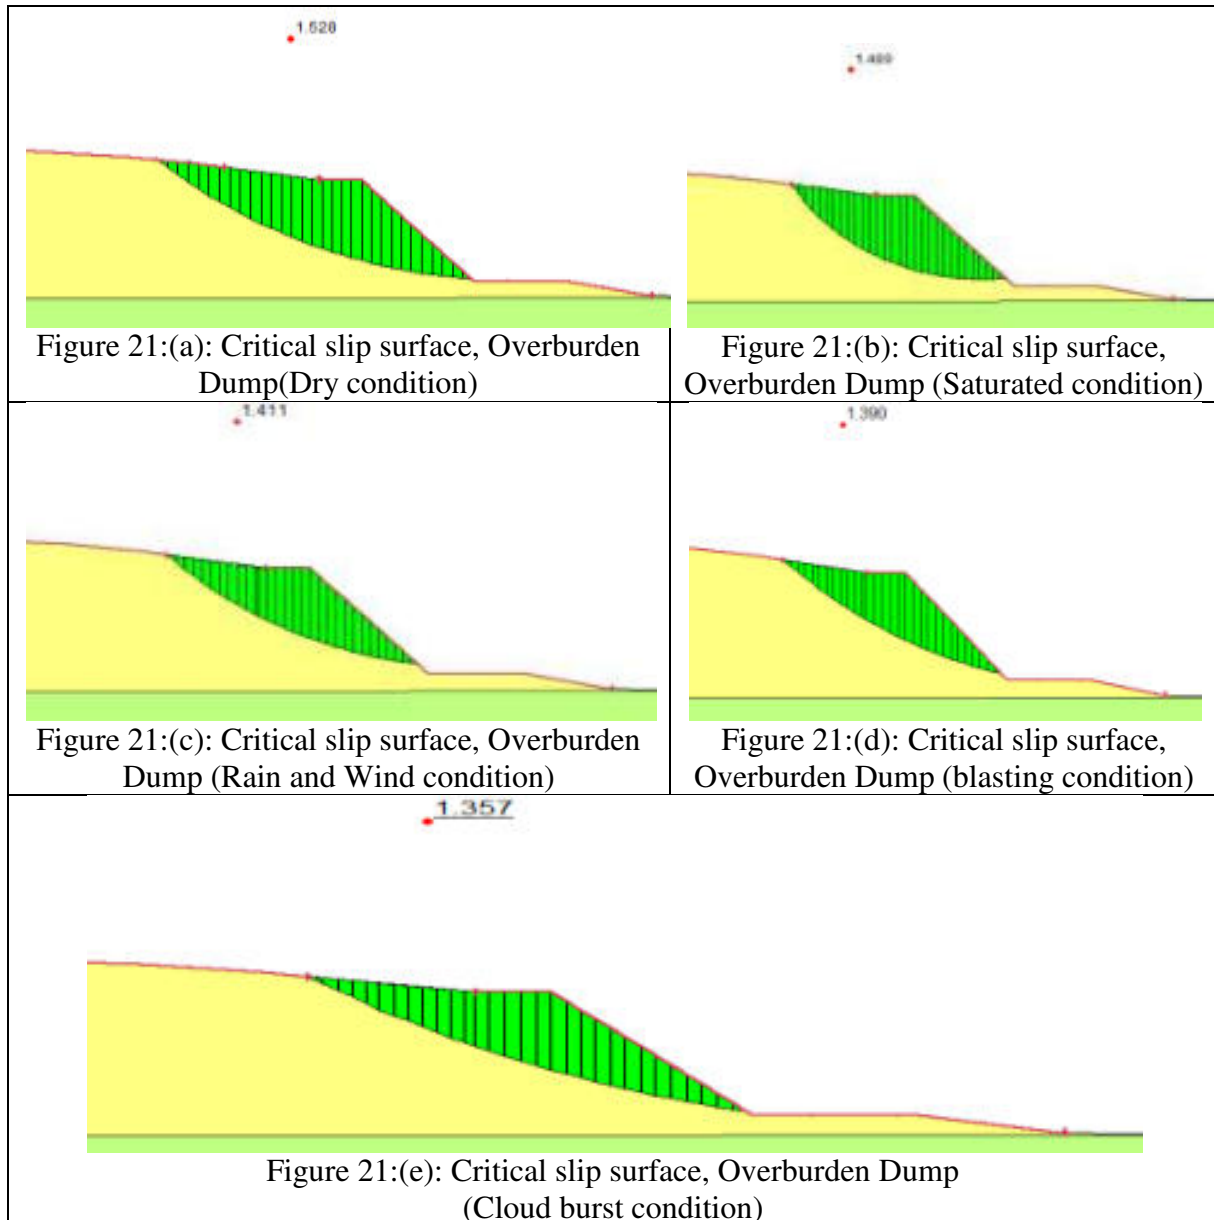 1.528
Figure 21:(a): Critical slip surface, Overburden
Dump(Dry condition)
1.489
Figure 21:(b): Critical slip surface,
Overburden Dump (Saturated condition)
1.411
Figure 21:(c): Critical slip surface, Overburden
Dump (Rain and Wind condition)
1.390
Figure 21:(d): Critical slip surface,
Overburden Dump (blasting condition)
1.357
Figure 21:(e): Critical slip surface, Overburden Dump
(Cloud burst condition)